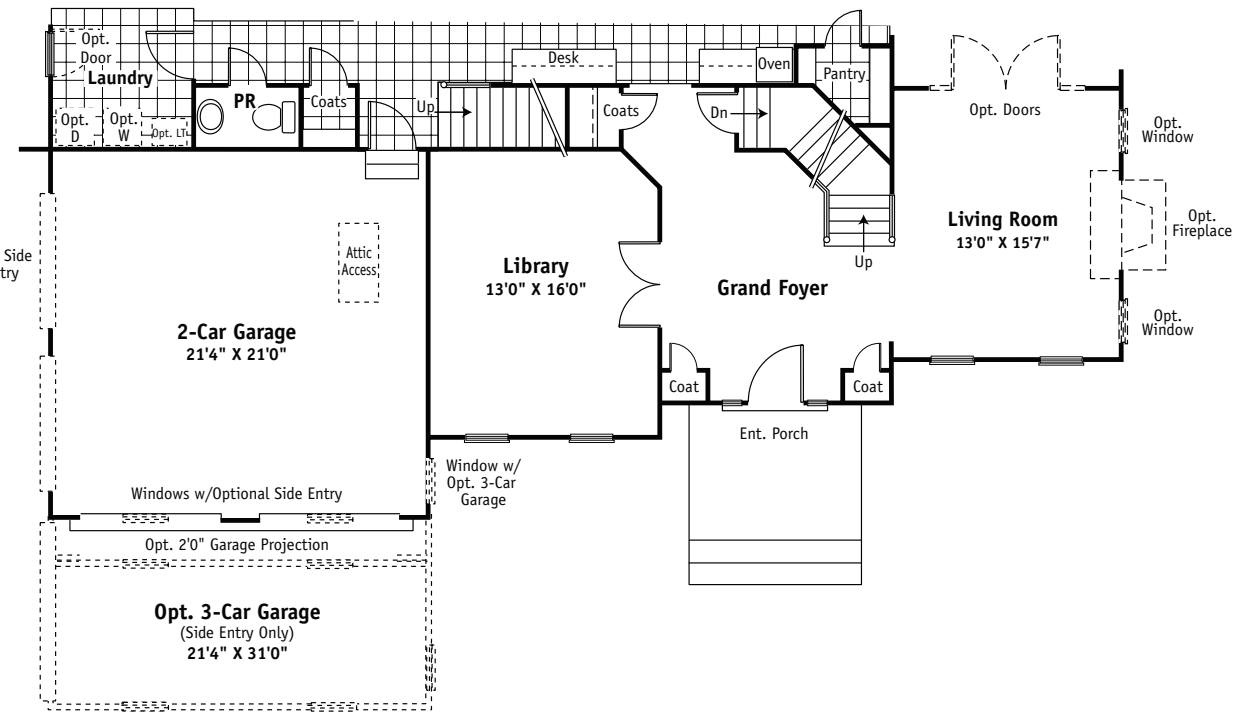 Opt.
Door
Laundry
Opt.
D
Opt.
W
Opt. LT
PR
Coats
Up
Desk
Coats
Dn
Oven
Pantry
Opt. Doors
Opt.
Window
Living Room
13'0" X 15'7"
Opt.
Fireplace
Opt.
Window
Up
Side
try
Attic
Access
Library
13'0" X 16'0"
Grand Foyer
2-Car Garage
21'4" X 21'0"
Coat
Coat
Ent. Porch
Window w/
Opt. 3-Car
Garage
Windows w/Optional Side Entry
Opt. 2'0" Garage Projection
Opt. 3-Car Garage
(Side Entry Only)
21'4" X 31'0"